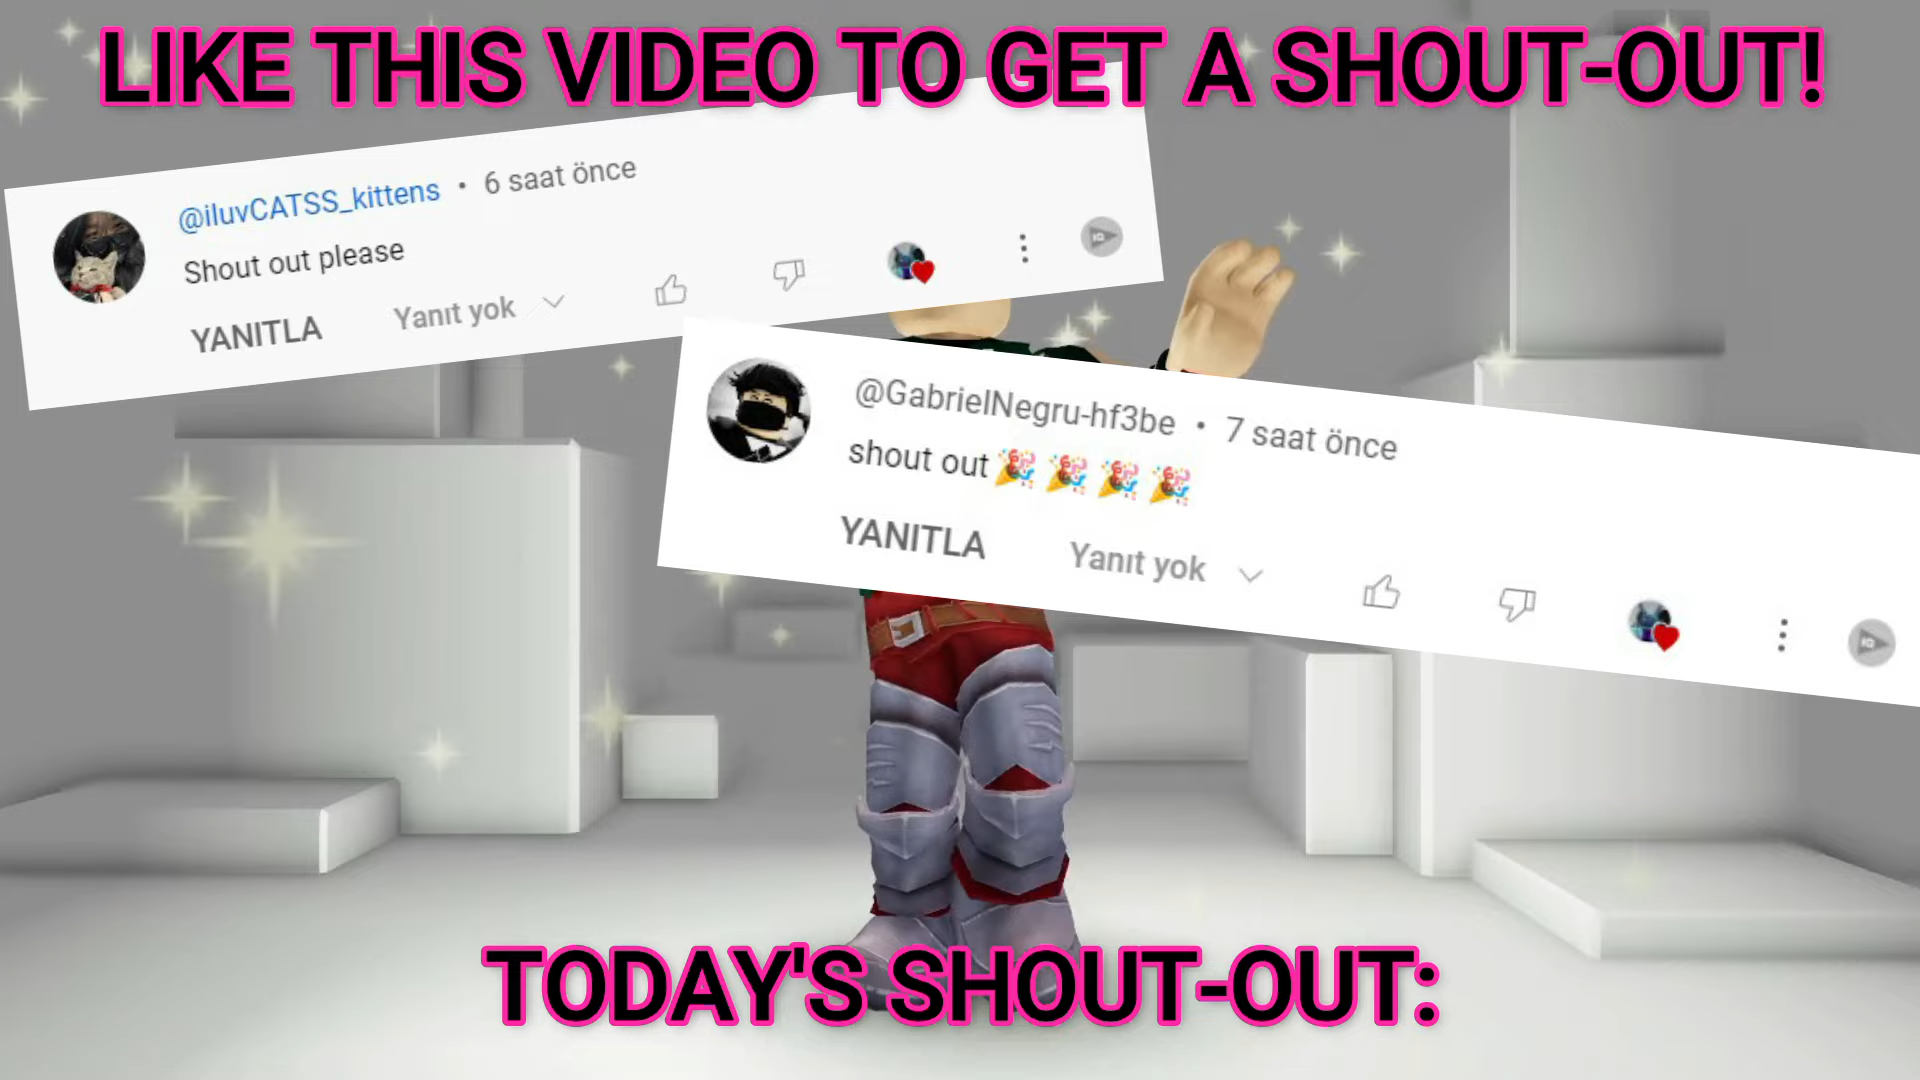 LIKE THIS VIDEO TO GET A SHOUT-OUT!
@iluvCATSS_kittens • 6 saat önce
Shout out please
YANITLA Yanıt yok
@GabrielNegru-hf3be • 7 saat önce
shout out🎉🎉🎉🎉
YANITLA Yanıt yok
TODAY'S SHOUT-OUT: